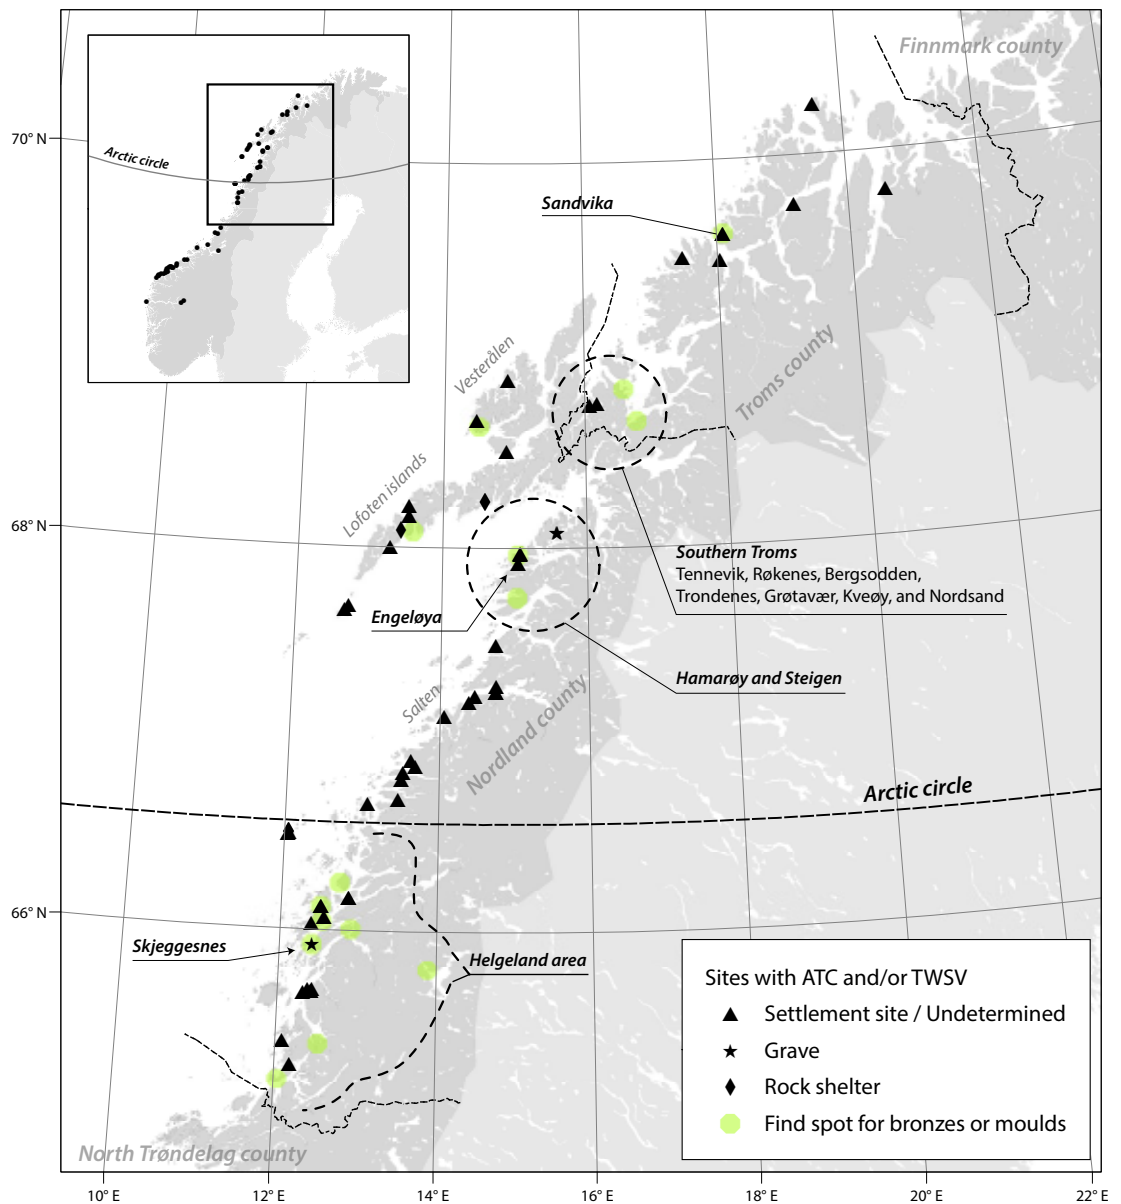 Finnmark county
70° N
Arctic circle
Sandvika
Troms county
Vesterålen
Lofoten islands
68° N
Southern Troms
Tennevik, Røkenes, Bergsodden,
Trondenes, Grøtavær, Kveøy, and Nordsand
Engeløya
Hamarøy and Steigen
Salten
Nordland county
Arctic circle
66° N
Skjeggesnes
Helgeland area
Sites with ATC and/or TWSV
Settlement site / Undetermined
Grave
Rock shelter
Find spot for bronzes or moulds
North Trøndelag county
10° E
12° E
14° E
16° E
18° E
20° E
22° E